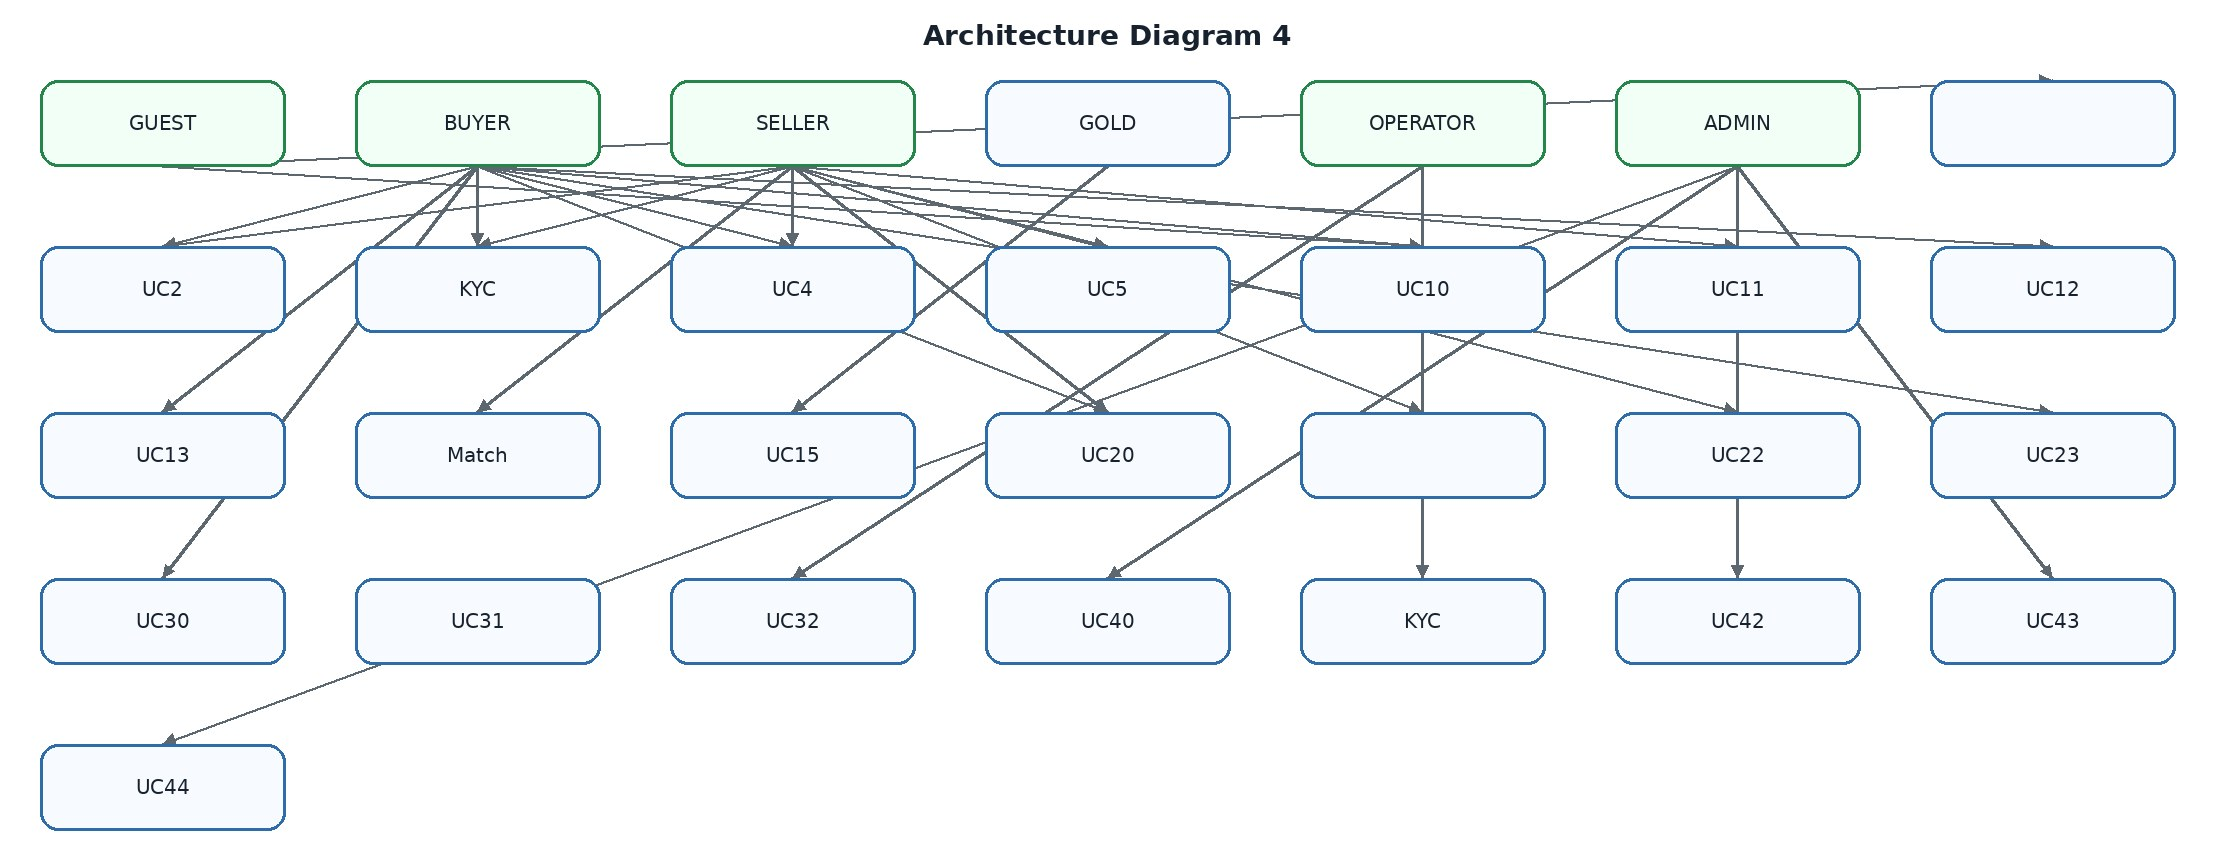 Architecture Diagram 4
GUEST
BUYER
SELLER
GOLD
OPERATOR
ADMIN
UC2
KYC
UC4
UC5
UC10
UC11
UC12
UC13
Match
UC15
UC20
UC22
UC23
UC30
UC31
UC32
UC40
KYC
UC42
UC43
UC44